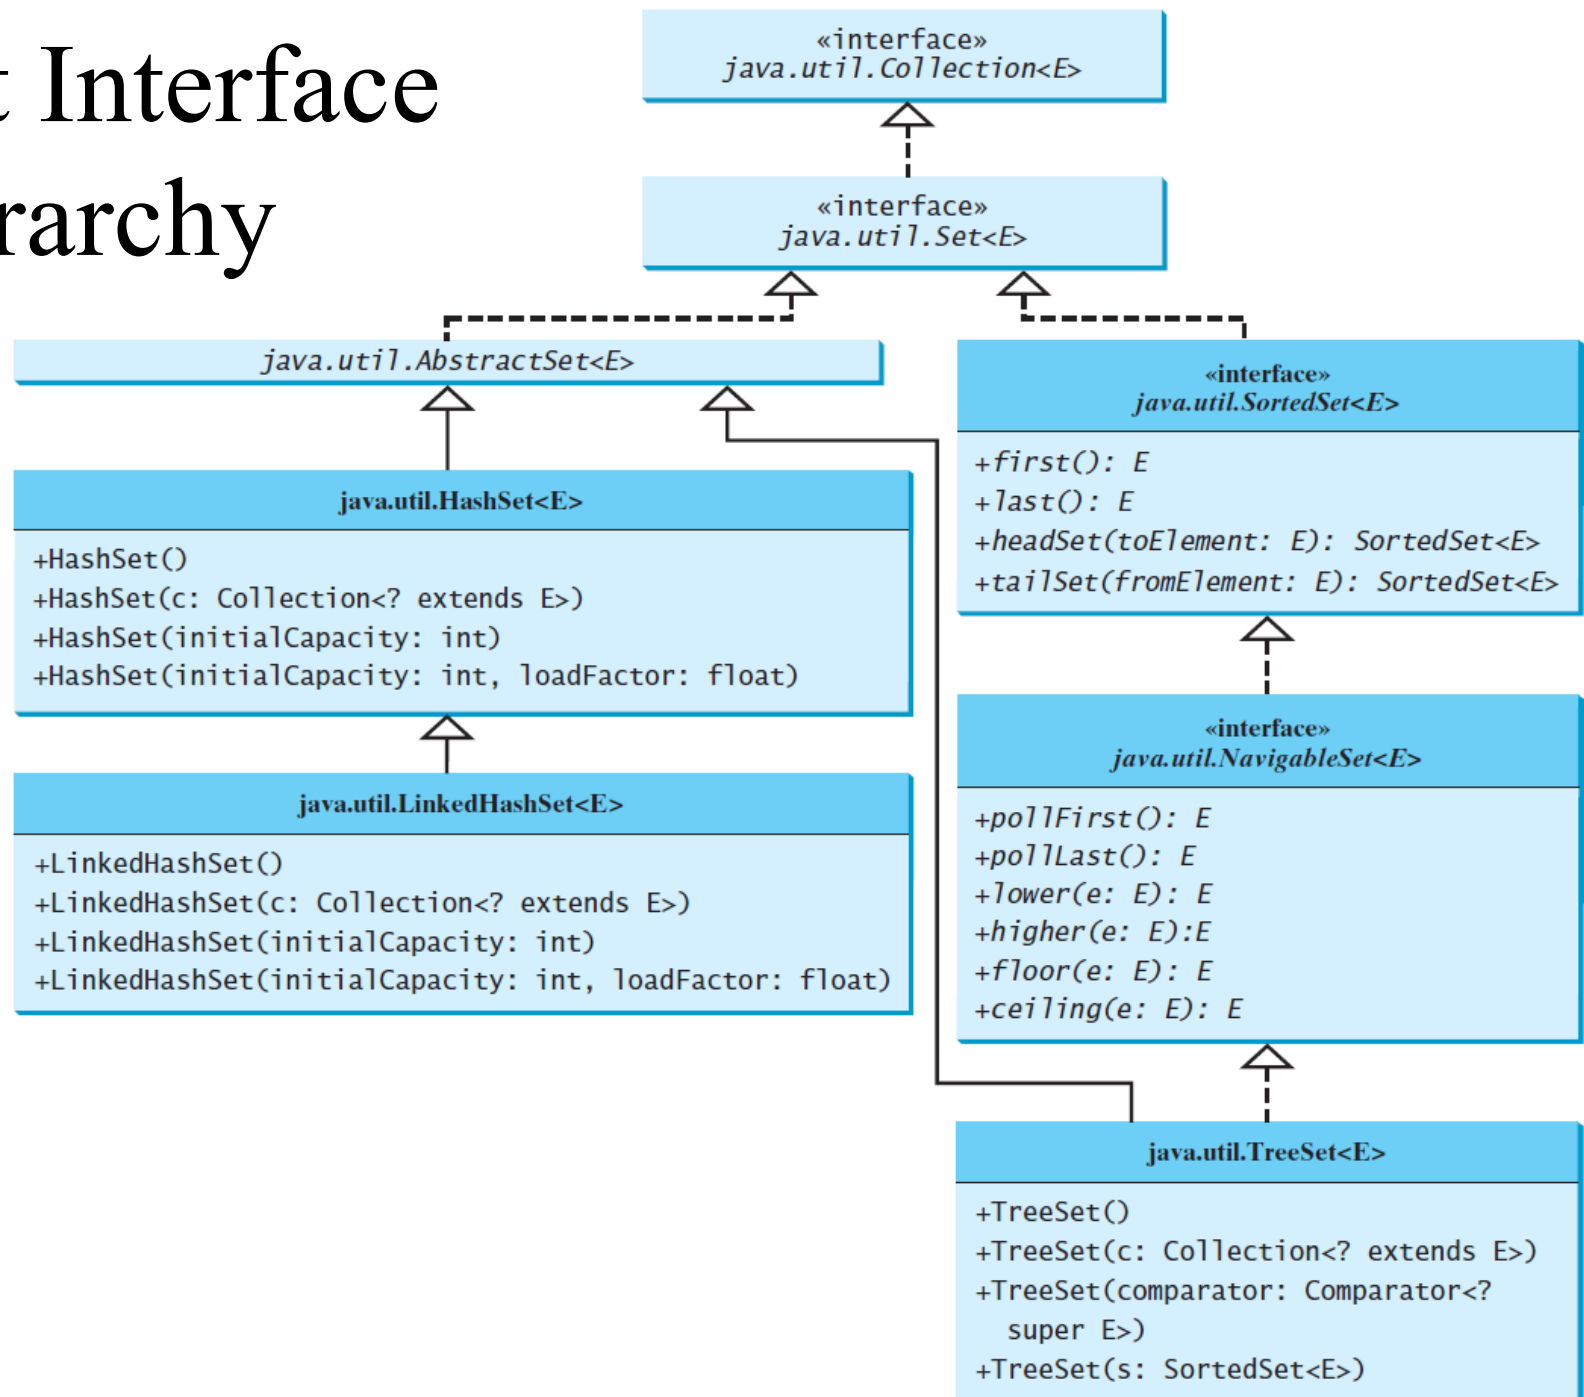 t Interface
rarchy
«interface»
java.util.Collection<E>
«interface»
java.util.Set<E>
java.util.AbstractSet<E>
«interface»
java.util.SortedSet<E>
+first(): E
+last(): E
+headSet(toElement: E): SortedSet<E>
+tailSet(fromElement: E): SortedSet<E>
java.util.HashSet<E>
+HashSet()
+HashSet(c: Collection<? extends E>)
+HashSet(initialCapacity: int)
+HashSet(initialCapacity: int, loadFactor: float)
«interface»
java.util.NavigableSet<E>
+pollFirst(): E
+pollLast(): E
+lower(e: E): E
+higher(e: E):E
+floor(e: E): E
+ceiling(e: E): E
java.util.LinkedHashSet<E>
+LinkedHashSet()
+LinkedHashSet(c: Collection<? extends E>)
+LinkedHashSet(initialCapacity: int)
+LinkedHashSet(initialCapacity: int, loadFactor: float)
java.util.TreeSet<E>
+TreeSet()
+TreeSet(c: Collection<? extends E>)
+TreeSet(comparator: Comparator<?
super E>)
+TreeSet(s: SortedSet<E>)